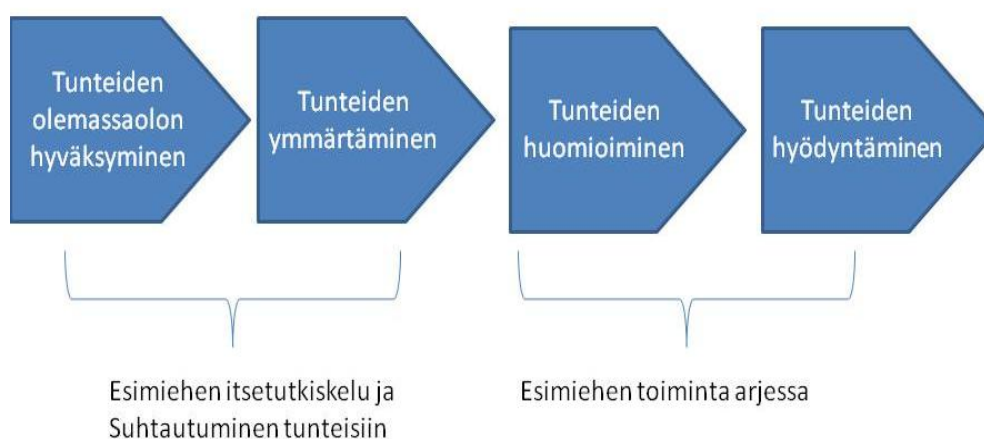 Tunteiden
olemassaolon
hyväksyminen
Tunteiden
ymmärtäminen
Tunteiden
huomioiminen
Tunteiden
hyödyntäminen
Esimiehen itsetutkiskelu ja
Suhtautuminen tunteisiin
Esimiehen toiminta arjessa